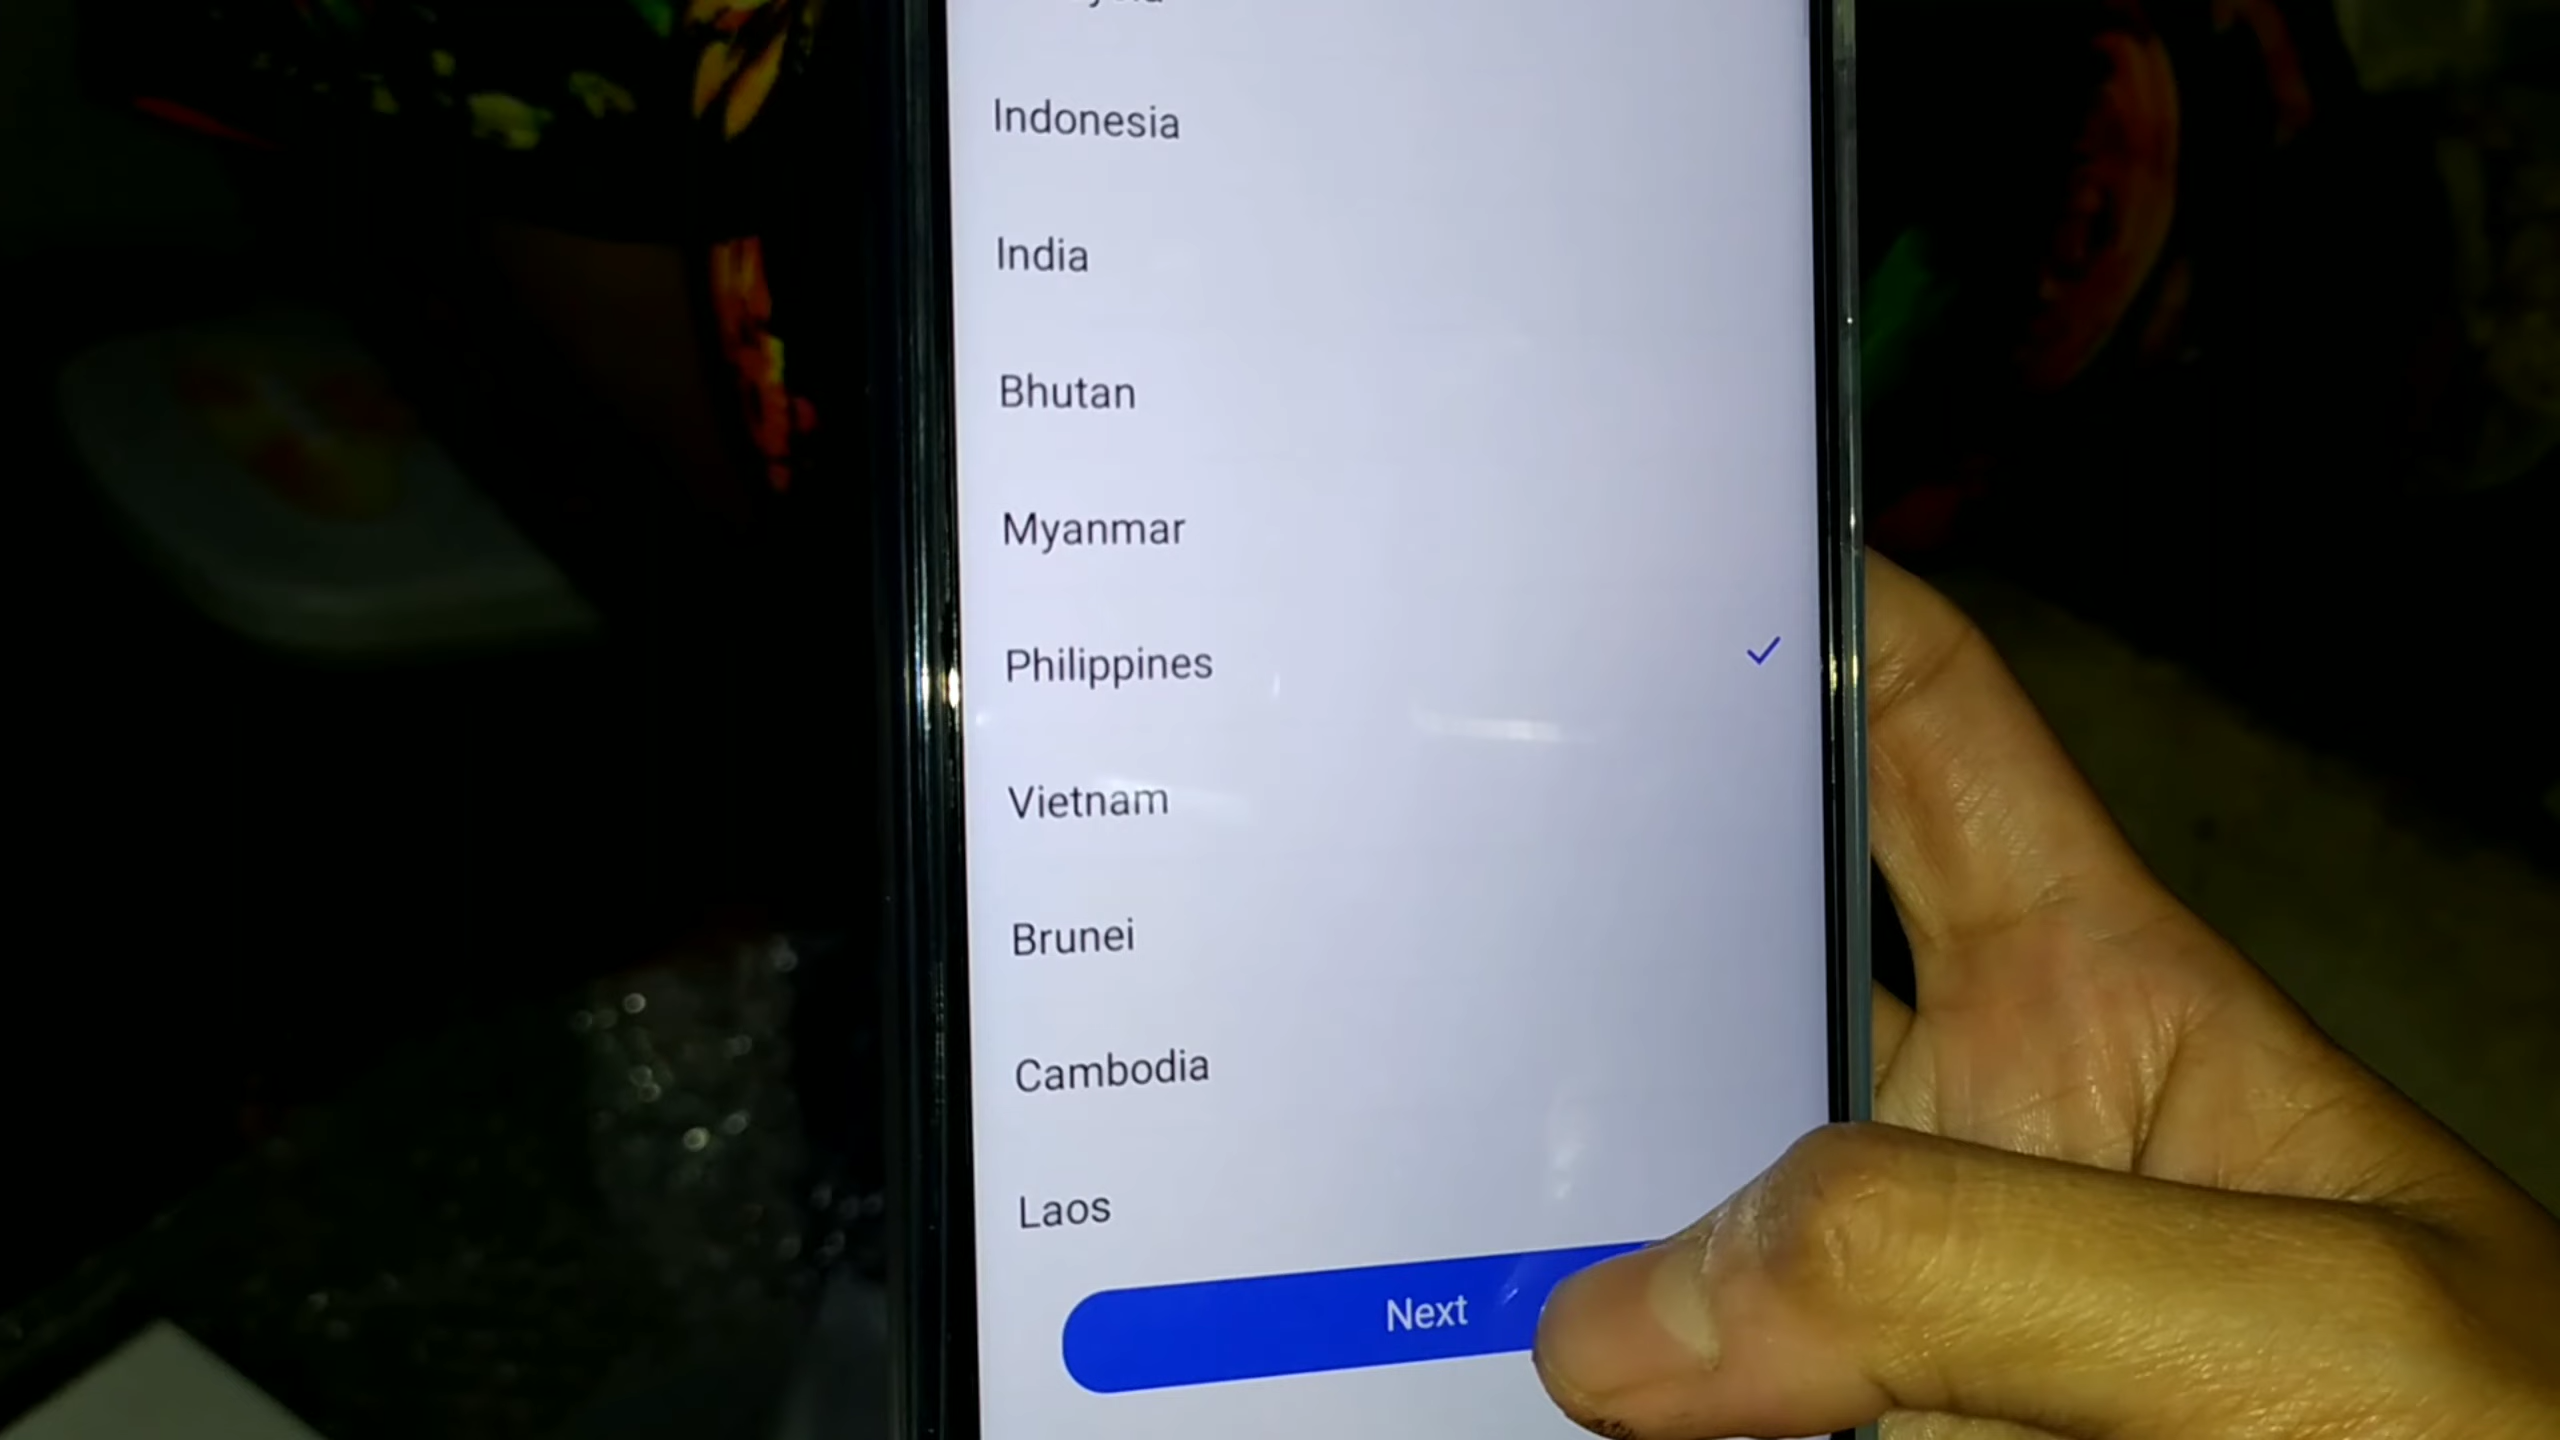 Indonesia
India
Bhutan
Myanmar
Philippines
Vietnam
Brunei
Cambodia
Laos
Next